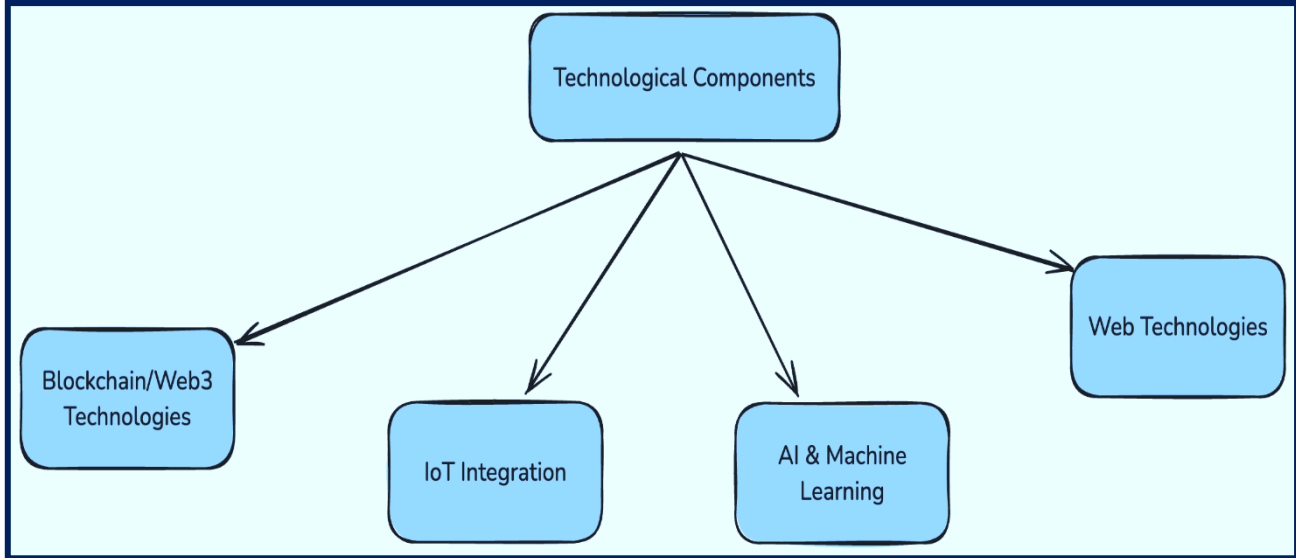 Technological Components
Web Technologies
Blockchain/Web3
Technologies
IoT Integration
AI & Machine
Learning